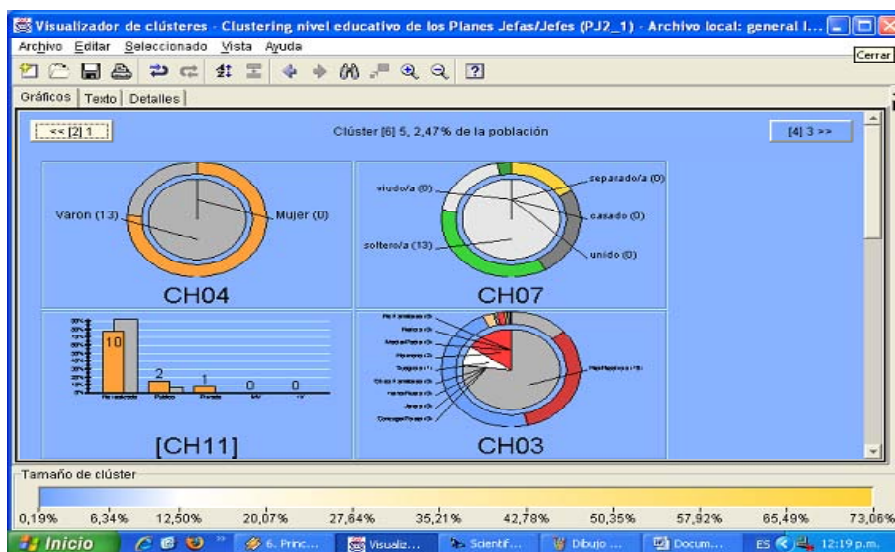 Visualizador de clústeres - Clustering nivel educativo de los Planes Jefas/Jefes (PJ2_1) - Archivo local: general l...
Archivo Editar Seleccionado Vista Ayuda
Cerrar
Gráficos Texto Detalles
<< [2] 1
Clúster [6] 5, 2,47% de la población
[4] 3 >>
Varon (13)
Mujer (0)
CH04
viudo/a (0)
separado/a (0)
casado (0)
soltero/a (13)
unido (0)
CH07
10
2
1
0
0
[CH11]
CH03
Tamaño de clúster
0,19% 6,34% 12,50% 20,07% 27,64% 35,21% 42,78% 50,35% 57,92% 65,49% 73,06%
Inicio
6. Princ...
Visualiz...
Scientif...
Dibujo ...
Docum...
ES
12:19 p.m.